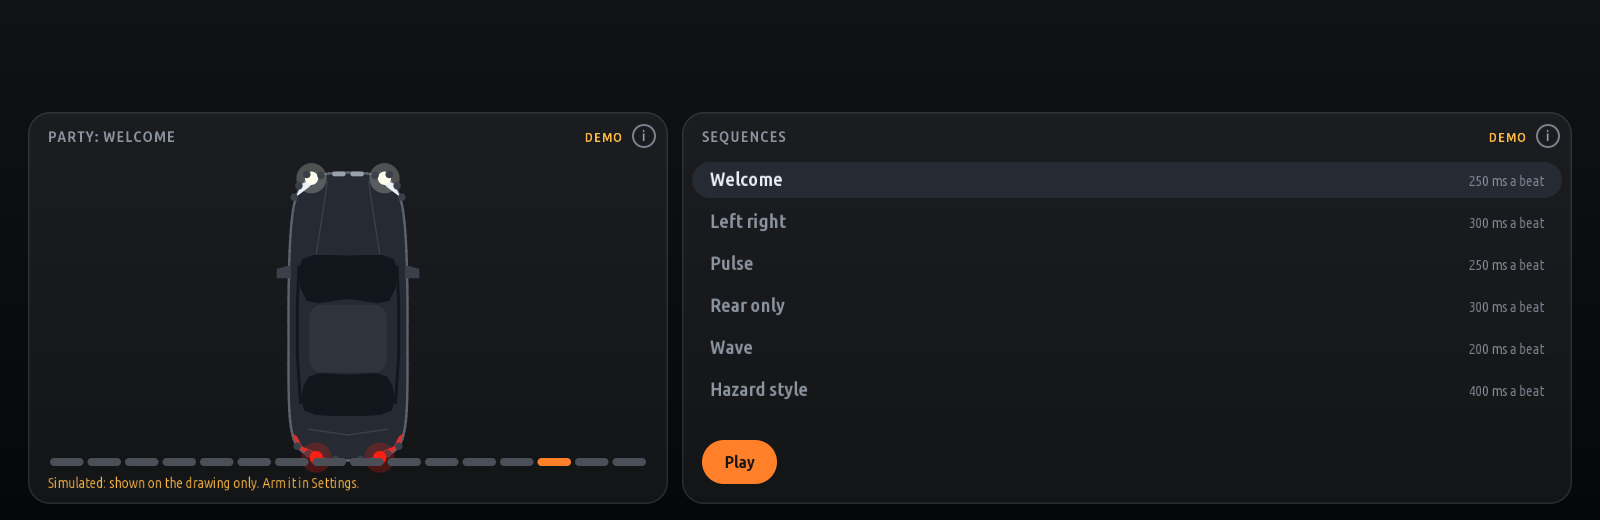 PARTY: WELCOME
DEMO
i
Simulated: shown on the drawing only. Arm it in Settings.
SEQUENCES
DEMO
i
Welcome 250 ms a beat
Left right 300 ms a beat
Pulse 250 ms a beat
Rear only 300 ms a beat
Wave 200 ms a beat
Hazard style 400 ms a beat
Play